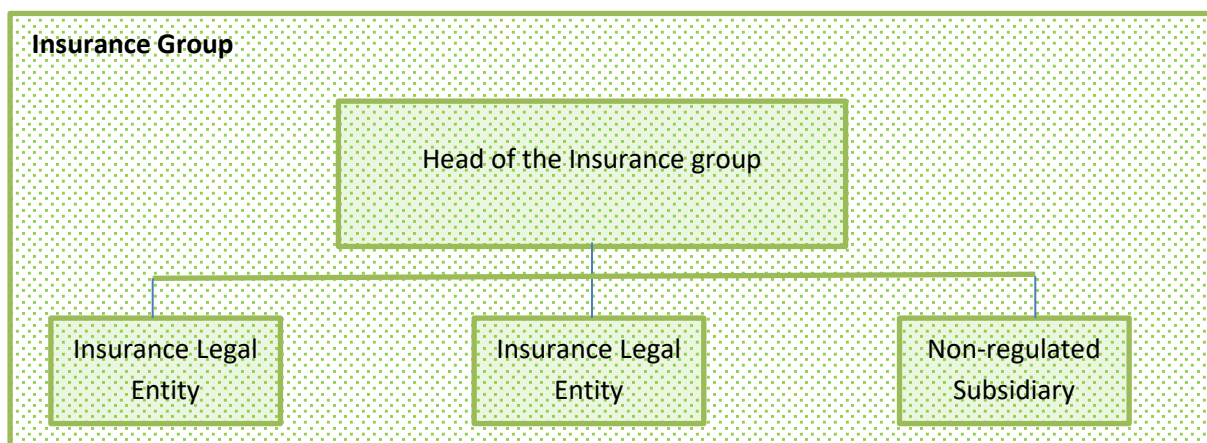 Insurance Group
Head of the Insurance group
Insurance Legal
Entity
Insurance Legal
Entity
Non-regulated
Subsidiary